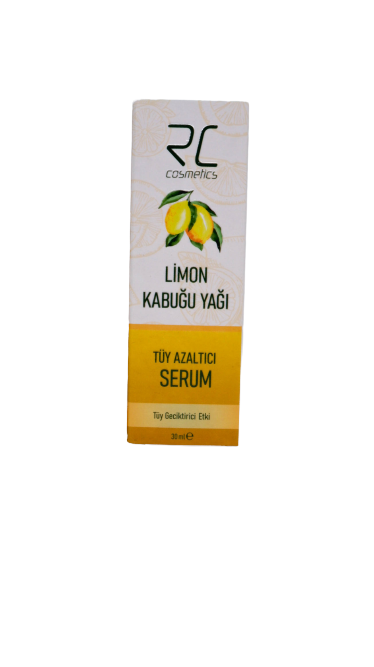 RC
cosmetics
LİMON
KABUĞU YAĞI
TÜY AZALTICI
SERUM
Tüy Geciktirici Etki
30 ml ℮